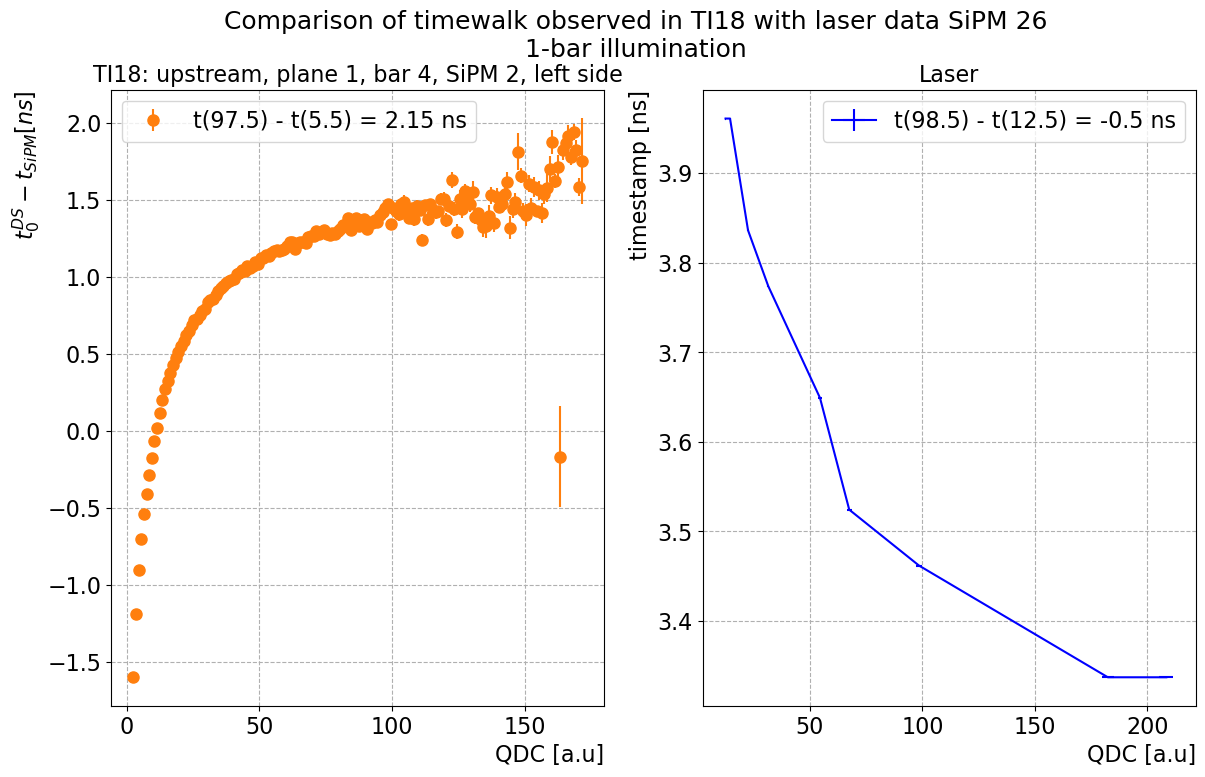 Comparison of timewalk observed in TI18 with laser data SiPM 26
1-bar illumination
TI18: upstream, plane 1, bar 4, SiPM 2, left side
t(97.5) - t(5.5) = 2.15 ns
t₀ᴰˢ − t_SiPM[ns]
2.0
1.5
1.0
0.5
0.0
−0.5
−1.0
−1.5
0 50 100 150
QDC [a.u]
Laser
t(98.5) - t(12.5) = -0.5 ns
timestamp [ns]
3.9
3.8
3.7
3.6
3.5
3.4
50 100 150 200
QDC [a.u]